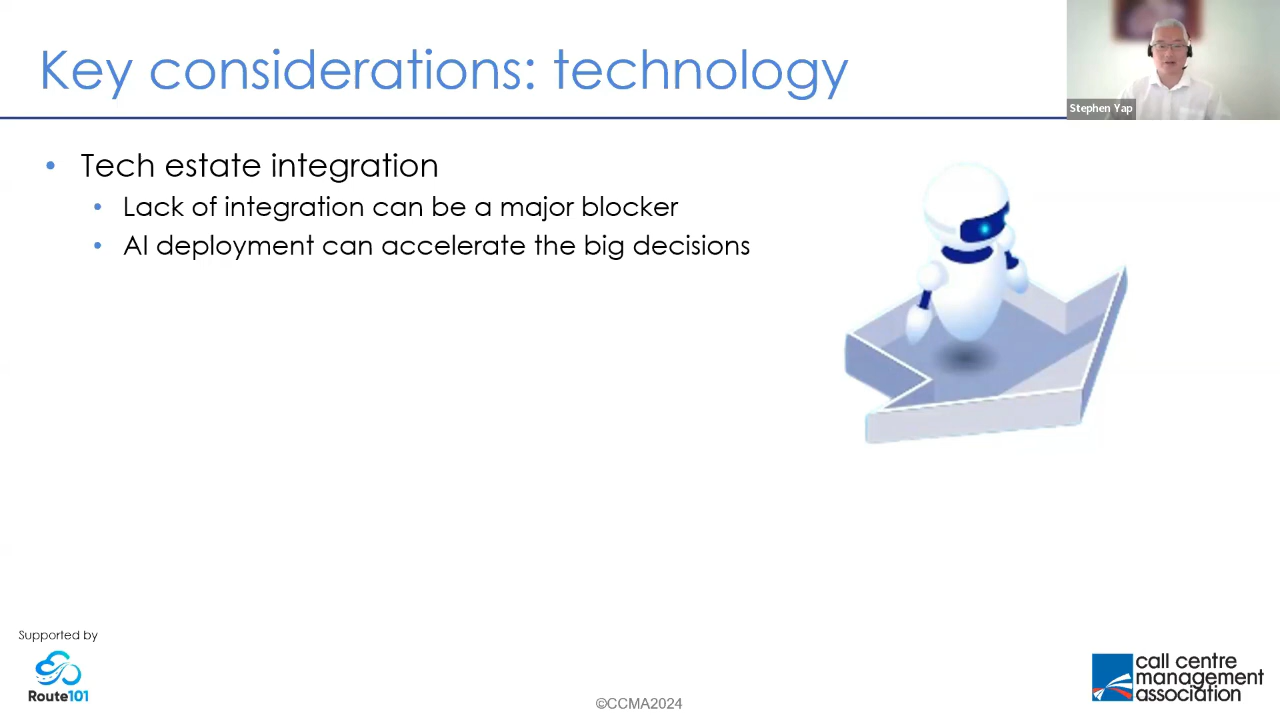 Key considerations: technology
Stephen Yap
• Tech estate integration
• Lack of integration can be a major blocker
• AI deployment can accelerate the big decisions
Supported by
Route101
©CCMA2024
call centre
management
association